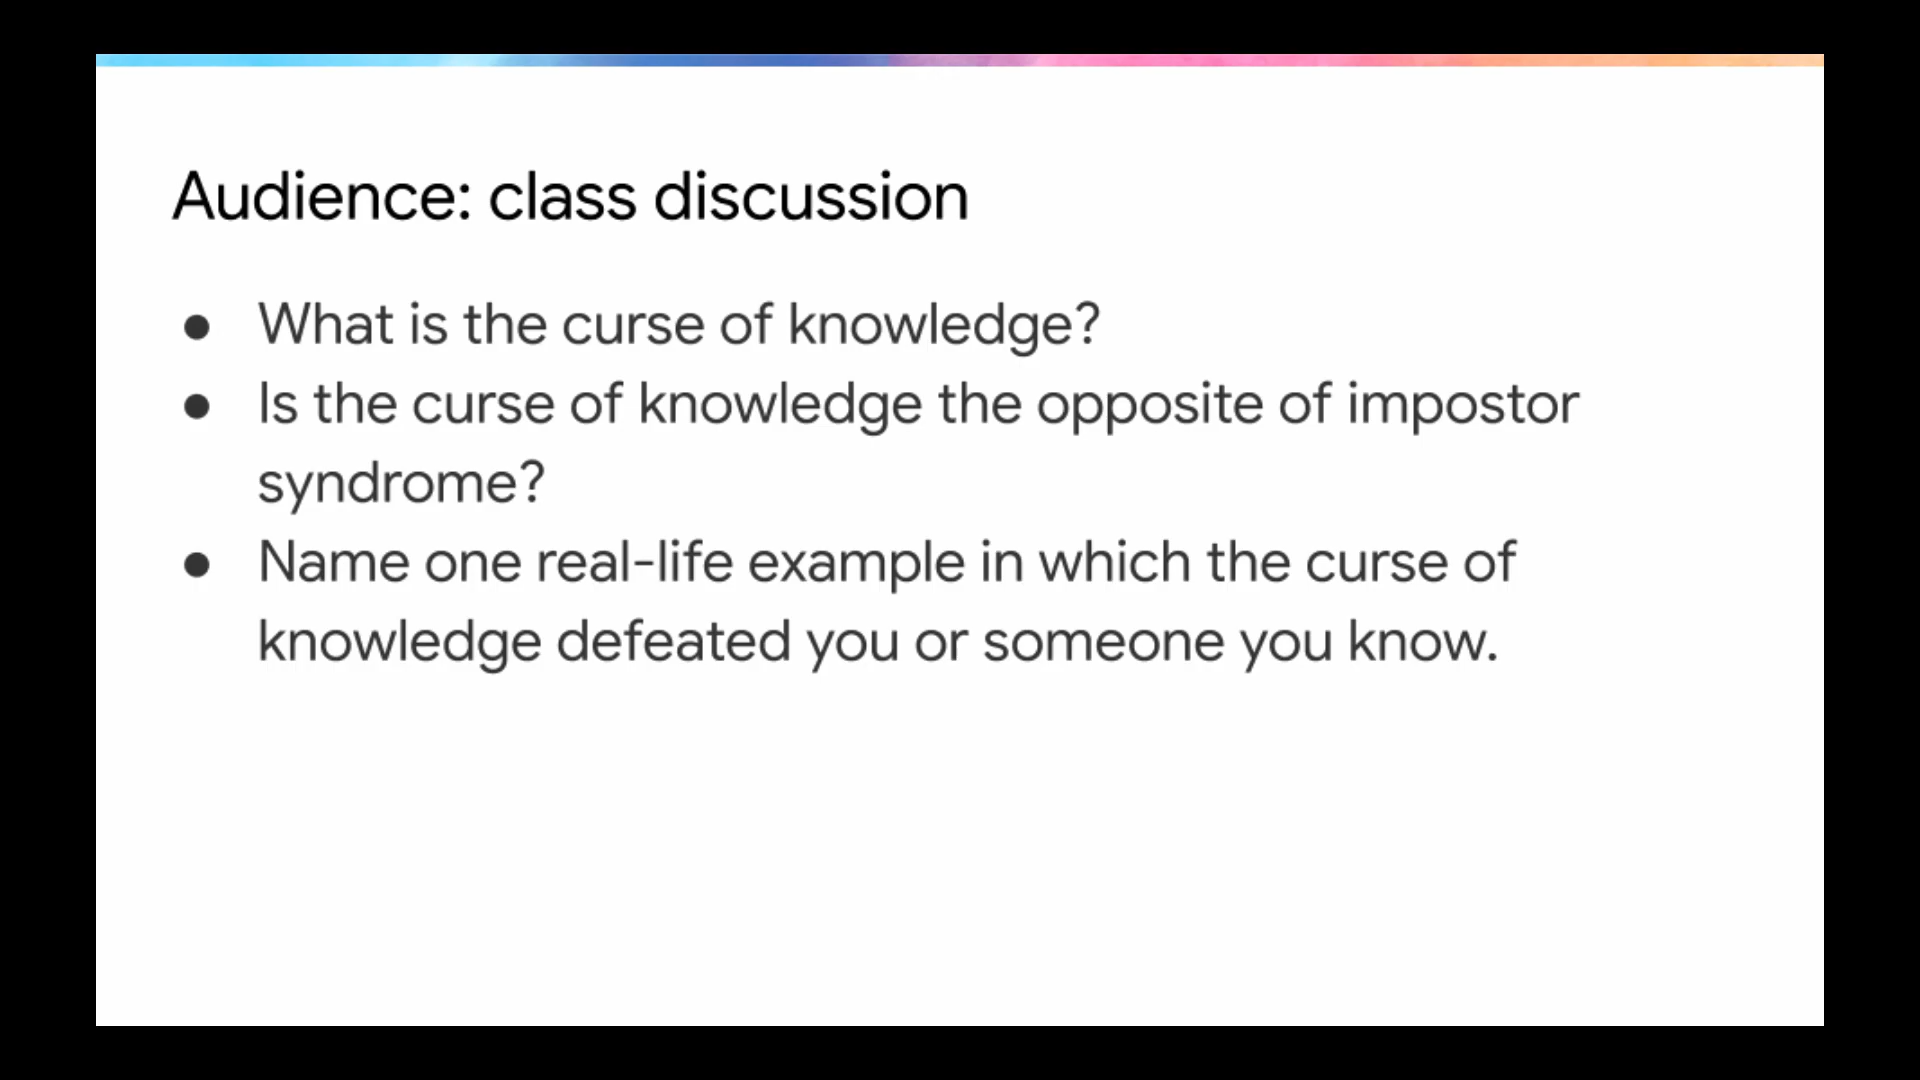 Audience: class discussion
● What is the curse of knowledge?
● Is the curse of knowledge the opposite of impostor
syndrome?
● Name one real-life example in which the curse of
knowledge defeated you or someone you know.